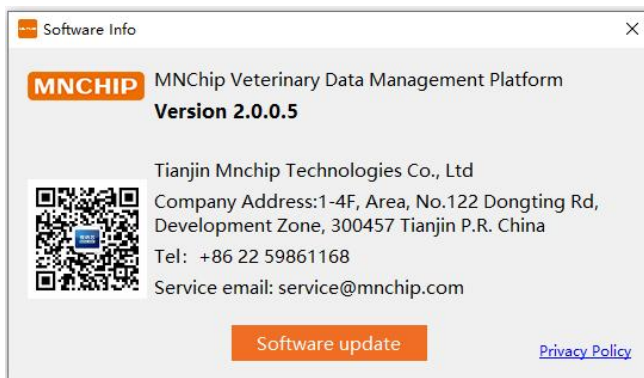 Software Info
MNCHIP
MNChip Veterinary Data Management Platform
Version 2.0.0.5
Tianjin Mnchip Technologies Co., Ltd
Company Address:1-4F, Area, No.122 Dongting Rd,
Development Zone, 300457 Tianjin P.R. China
Tel: +86 22 59861168
Service email: service@mnchip.com
Software update
Privacy Policy